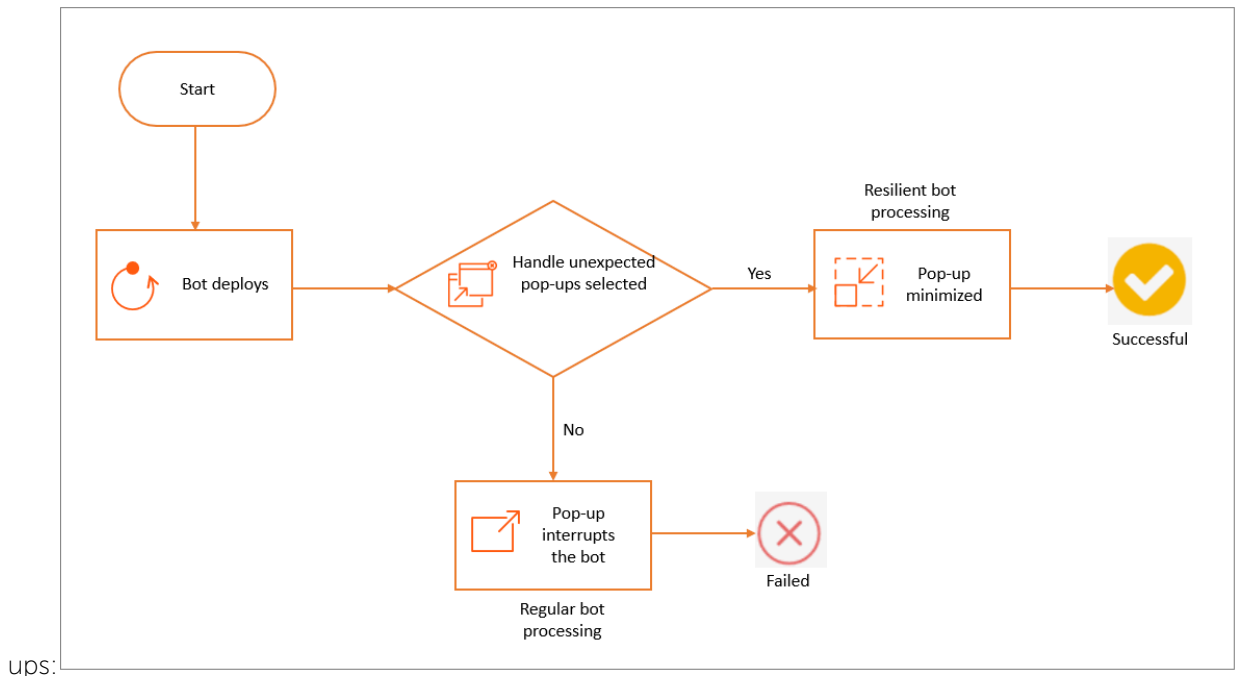 Start
Bot deploys
Handle unexpected
pop-ups selected
Yes
Resilient bot
processing
Pop-up
minimized
Successful
No
Pop-up
interrupts
the bot
Regular bot
processing
Failed
ups: